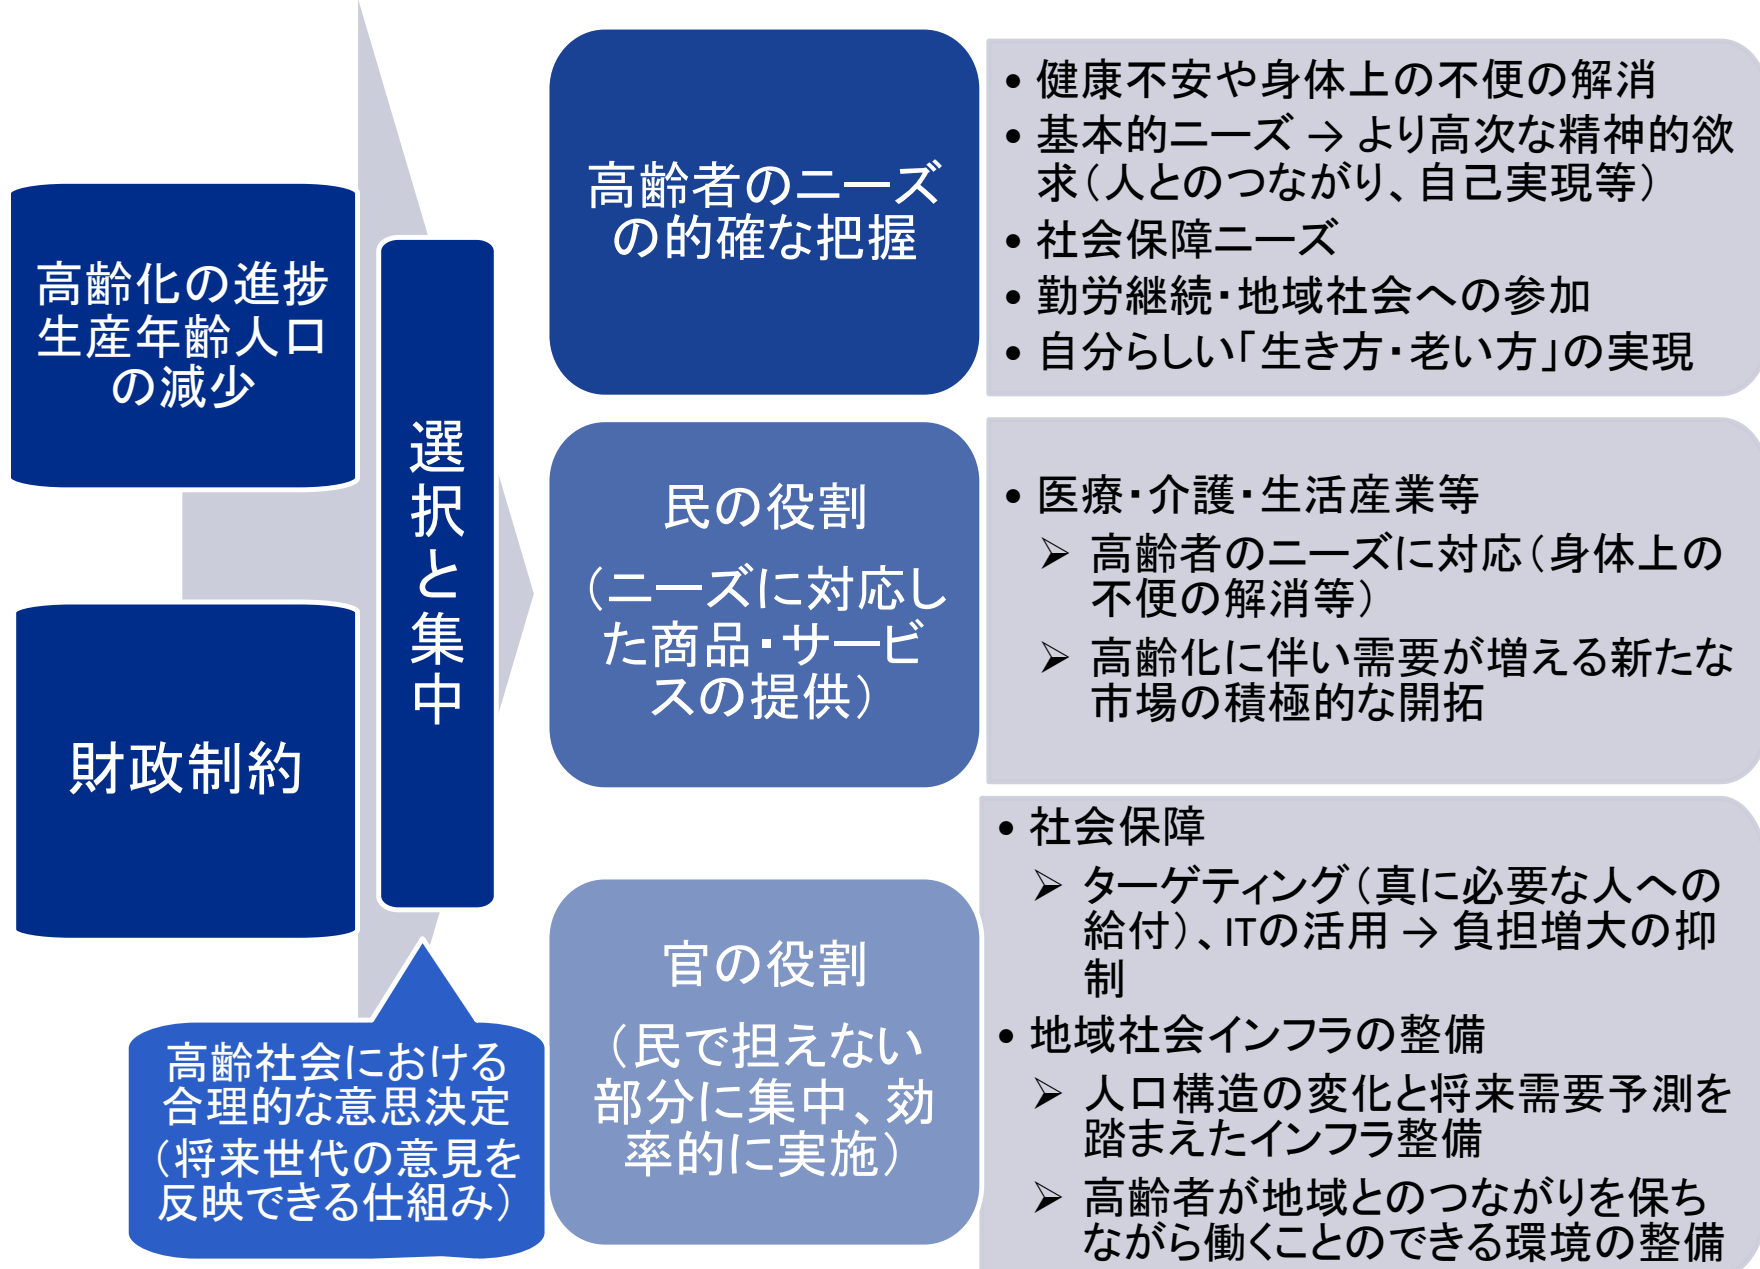 高齢化の進捗
生産年齢人口
の減少
財政制約
選択と集中
高齢社会における
合理的な意思決定
（将来世代の意見を
反映できる仕組み）
高齢者のニーズ
の的確な把握
• 健康不安や身体上の不便の解消
• 基本的ニーズ → より高次な精神的欲
求（人とのつながり、自己実現等）
• 社会保障ニーズ
• 勤労継続・地域社会への参加
• 自分らしい「生き方・老い方」の実現
民の役割
（ニーズに対応し
た商品・サービ
スの提供）
• 医療・介護・生活産業等
➢ 高齢者のニーズに対応（身体上の
不便の解消等）
➢ 高齢化に伴い需要が増える新たな
市場の積極的な開拓
官の役割
（民で担えない
部分に集中、効
率的に実施）
• 社会保障
➢ ターゲティング（真に必要な人への
給付）、ITの活用 → 負担増大の抑
制
• 地域社会インフラの整備
➢ 人口構造の変化と将来需要予測を
踏まえたインフラ整備
➢ 高齢者が地域とのつながりを保ち
ながら働くことのできる環境の整備